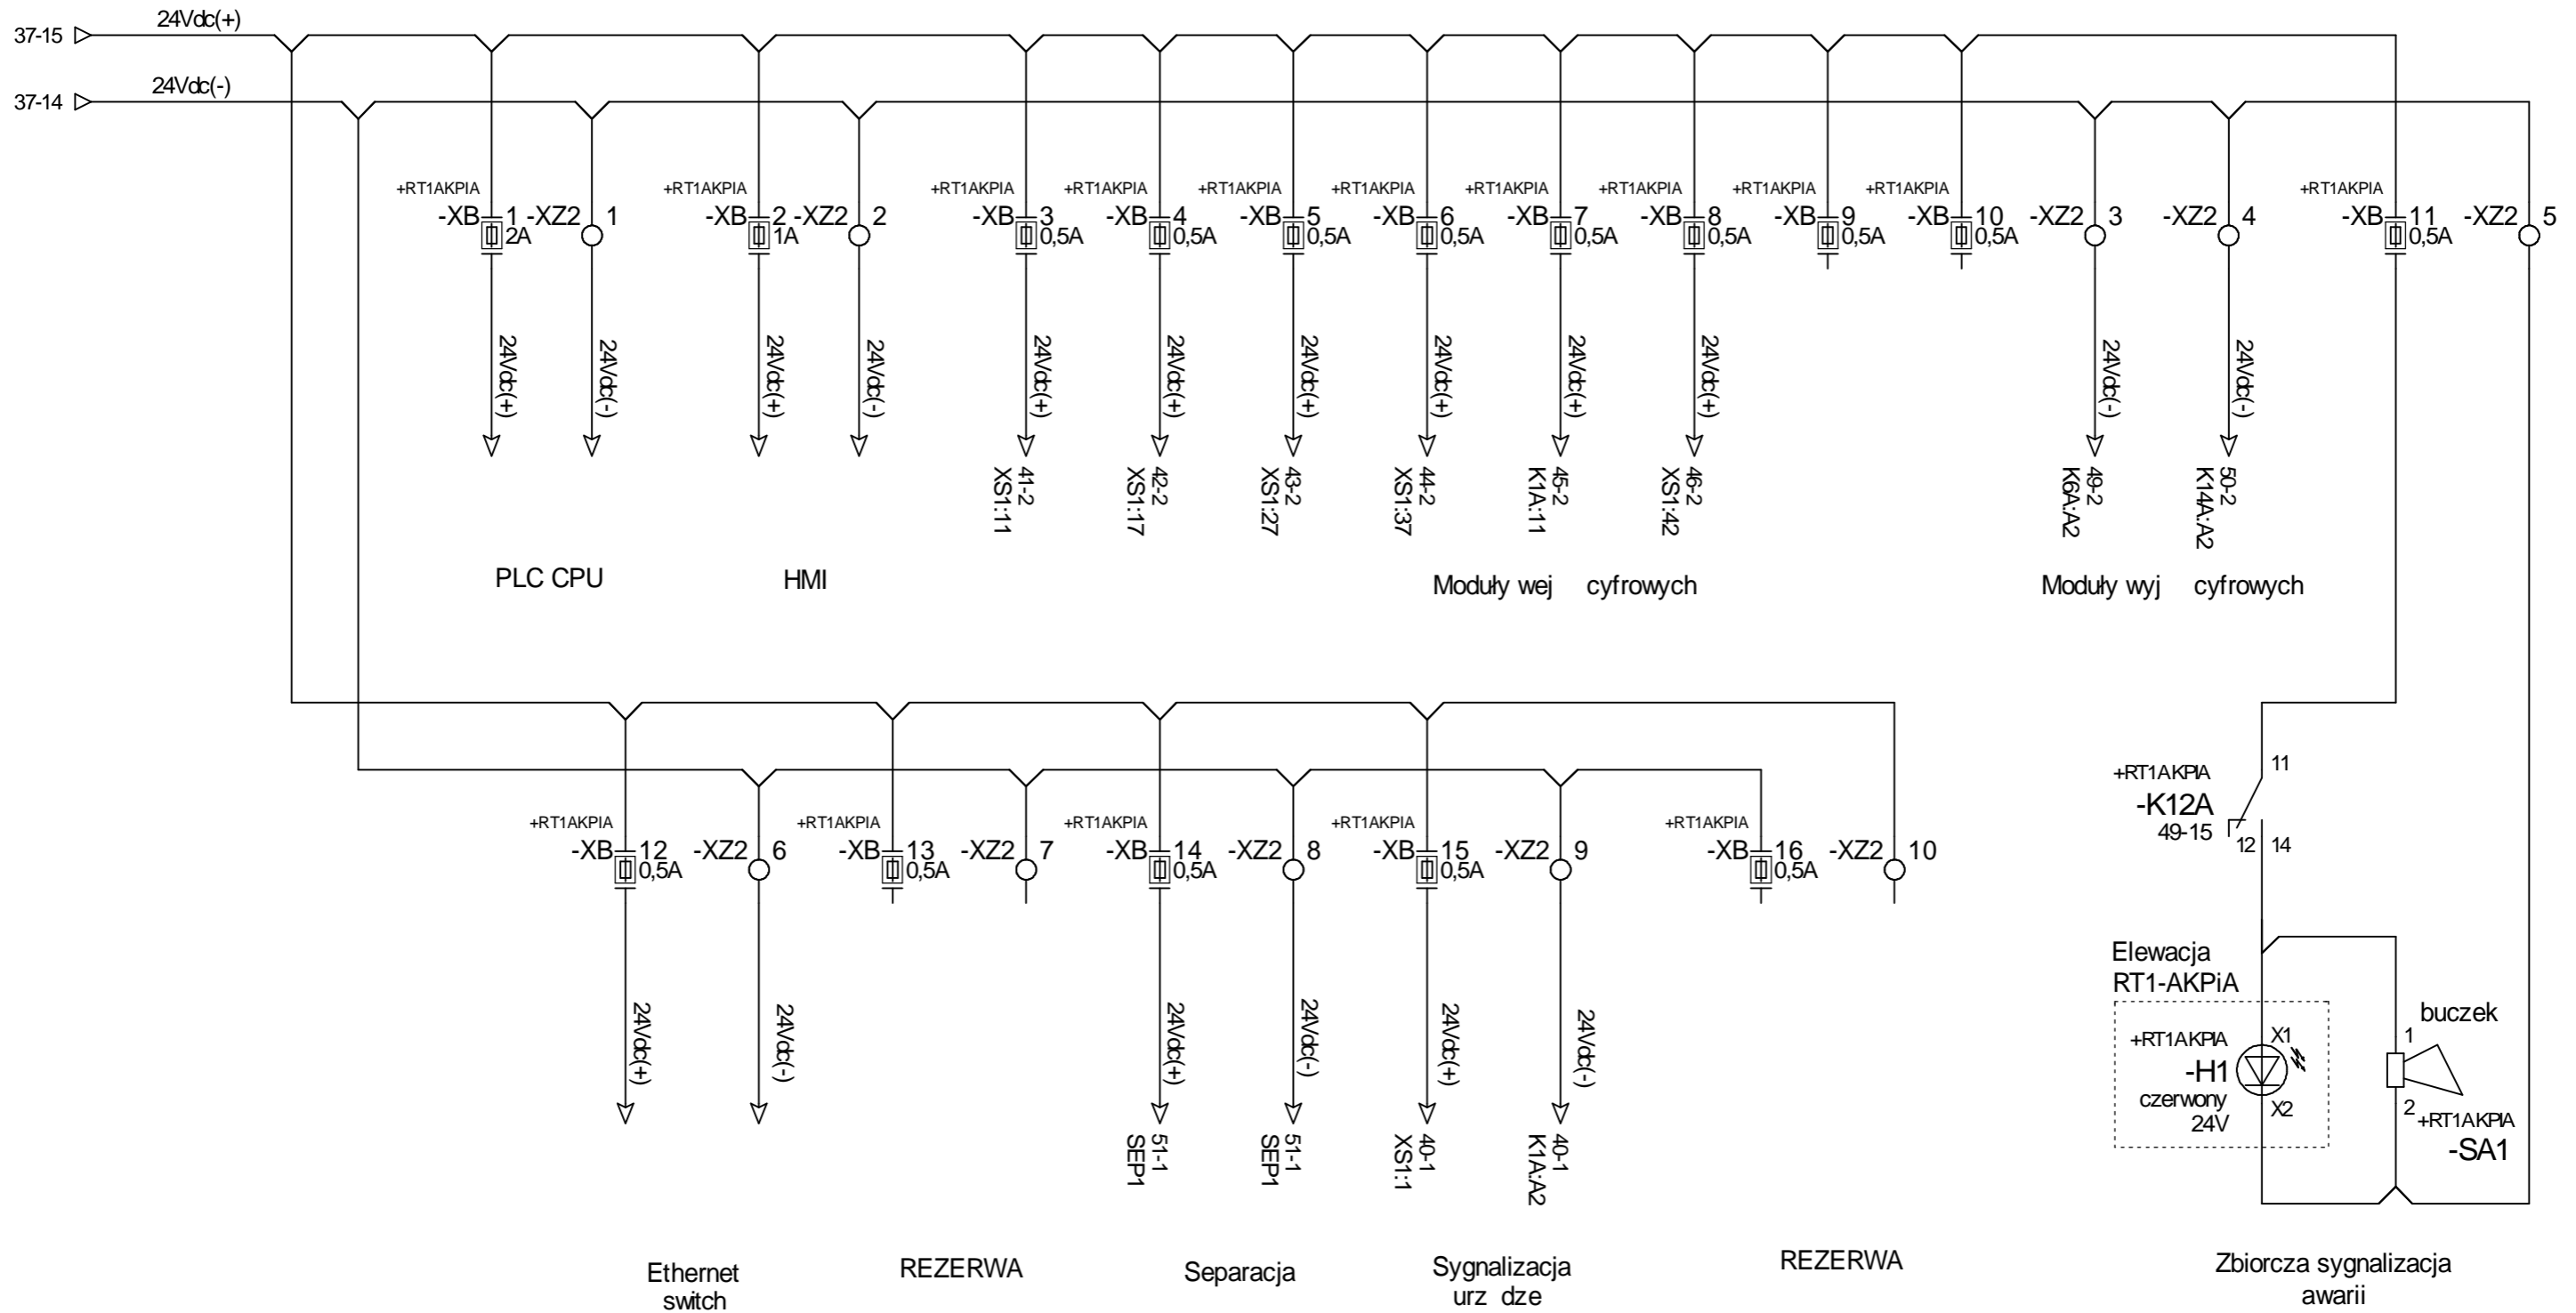 24Vdc(+)
37-15
24Vdc(-)
37-14
+RT1AKPIA
-XB 1
2A
-XZ2 1
+RT1AKPIA
-XB 2
1A
-XZ2 2
+RT1AKPIA
-XB 3
0,5A
+RT1AKPIA
-XB 4
0,5A
+RT1AKPIA
-XB 5
0,5A
+RT1AKPIA
-XB 6
0,5A
+RT1AKPIA
-XB 7
0,5A
+RT1AKPIA
-XB 8
0,5A
+RT1AKPIA
-XB 9
0,5A
+RT1AKPIA
-XB 10
0,5A
-XZ2 3
-XZ2 4
+RT1AKPIA
-XB 11
0,5A
-XZ2 5
24Vdc(+)
24Vdc(-)
24Vdc(+)
24Vdc(-)
24Vdc(+)
24Vdc(+)
24Vdc(+)
24Vdc(+)
24Vdc(+)
24Vdc(+)
24Vdc(-)
24Vdc(-)
41-2
XS1:11
42-2
XS1:17
43-2
XS1:27
44-2
XS1:37
45-2
K1A:11
46-2
XS1:42
49-2
K6A:A2
50-2
K14A:A2
PLC CPU
HMI
Moduły wej cyfrowych
Moduły wyj cyfrowych
+RT1AKPIA
-K12A
49-15
11
12
14
+RT1AKPIA
-XB 12
0,5A
-XZ2 6
+RT1AKPIA
-XB 13
0,5A
-XZ2 7
+RT1AKPIA
-XB 14
0,5A
-XZ2 8
+RT1AKPIA
-XB 15
0,5A
-XZ2 9
+RT1AKPIA
-XB 16
0,5A
-XZ2 10
24Vdc(+)
24Vdc(-)
24Vdc(+)
24Vdc(-)
24Vdc(+)
24Vdc(-)
51-1
SEP1
51-1
SEP1
40-1
XS1:1
40-1
K1A:A2
Elewacja
RT1-AKPiA
+RT1AKPIA
-H1
czerwony
24V
X1
X2
buczek
1
2
+RT1AKPIA
-SA1
Ethernet
switch
REZERWA
Separacja
Sygnalizacja
urz dze
REZERWA
Zbiorcza sygnalizacja
awarii